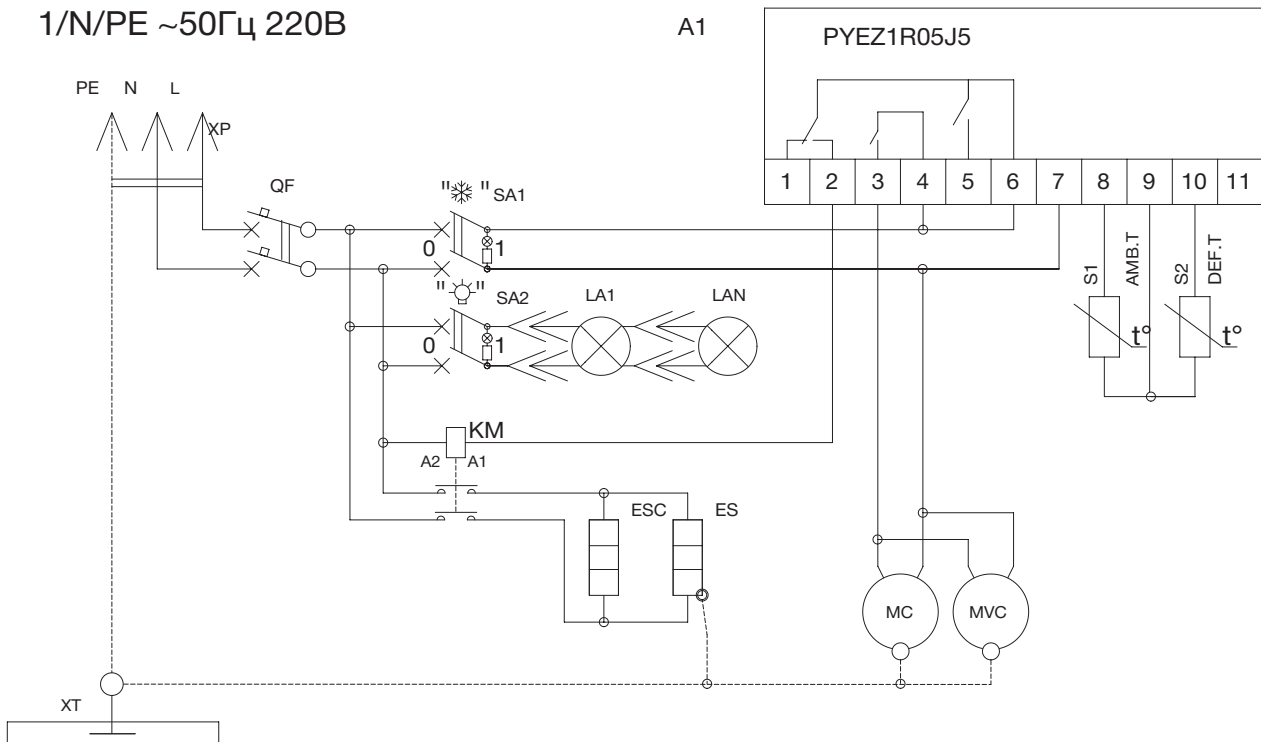 1/N/PE ~50Гц 220В
A1
PYEZ1R05J5
PE N L
XP
QF
"❄" SA1
1 2 3 4 5 6 7 8 9 10 11
0 1
S1
AMB.T
S2
DEF.T
" " SA2
LA1
LAN
0 1
t° t°
KM
A2 A1
ESC
ES
MC
MVC
XT